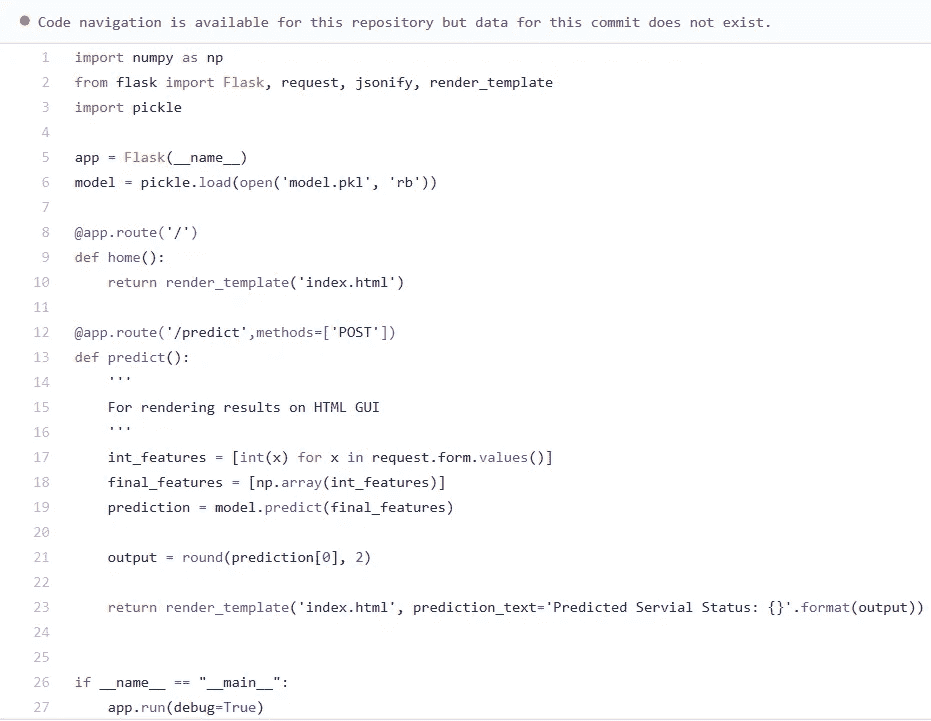 Code navigation is available for this repository but data for this commit does not exist.
1 import numpy as np
2 from flask import Flask, request, jsonify, render_template
3 import pickle
4
5 app = Flask(__name__)
6 model = pickle.load(open('model.pkl', 'rb'))
7
8 @app.route('/')
9 def home():
10     return render_template('index.html')
11
12 @app.route('/predict',methods=['POST'])
13 def predict():
14     '''
15     For rendering results on HTML GUI
16     '''
17     int_features = [int(x) for x in request.form.values()]
18     final_features = [np.array(int_features)]
19     prediction = model.predict(final_features)
20
21     output = round(prediction[0], 2)
22
23     return render_template('index.html', prediction_text='Predicted Servial Status: {}'.format(output))
24
25
26 if __name__ == "__main__":
27     app.run(debug=True)